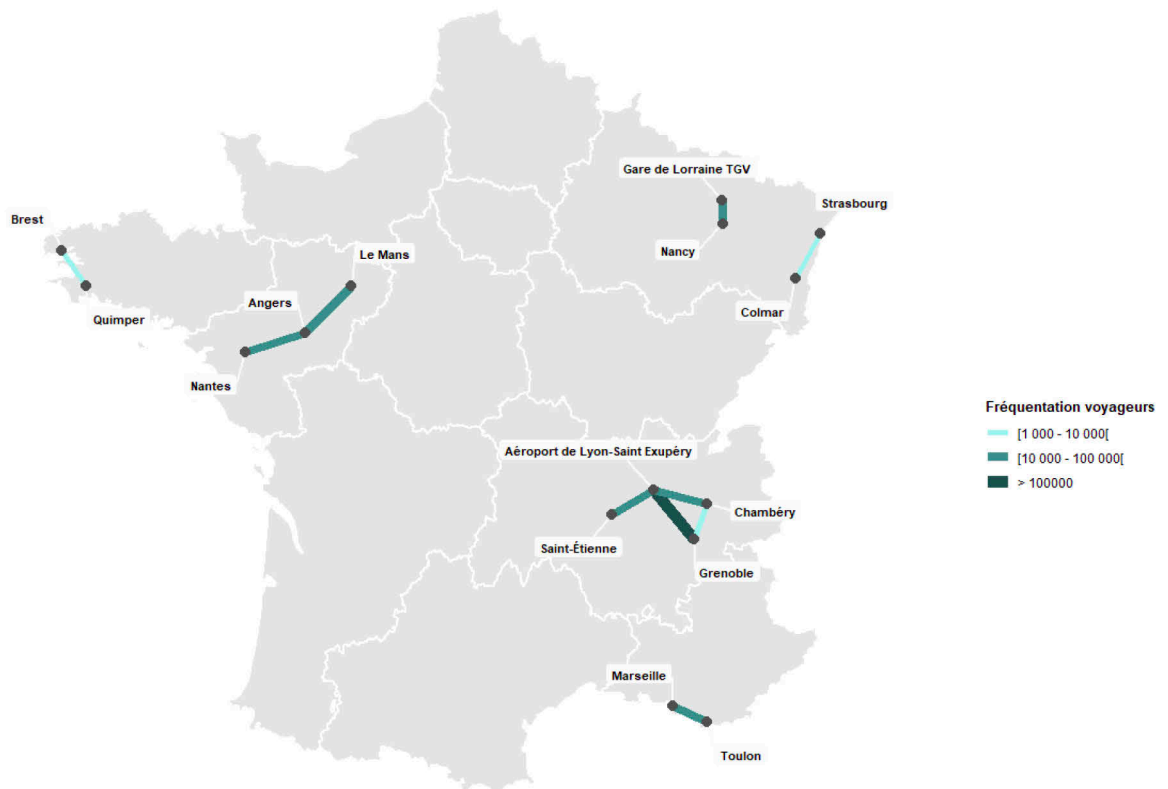 Gare de Lorraine TGV
Strasbourg
Brest
Nancy
Le Mans
Angers
Colmar
Quimper
Nantes
Fréquentation voyageurs
[1 000 - 10 000[
[10 000 - 100 000[
> 100000
Aéroport de Lyon-Saint Exupéry
Chambéry
Saint-Étienne
Grenoble
Marseille
Toulon